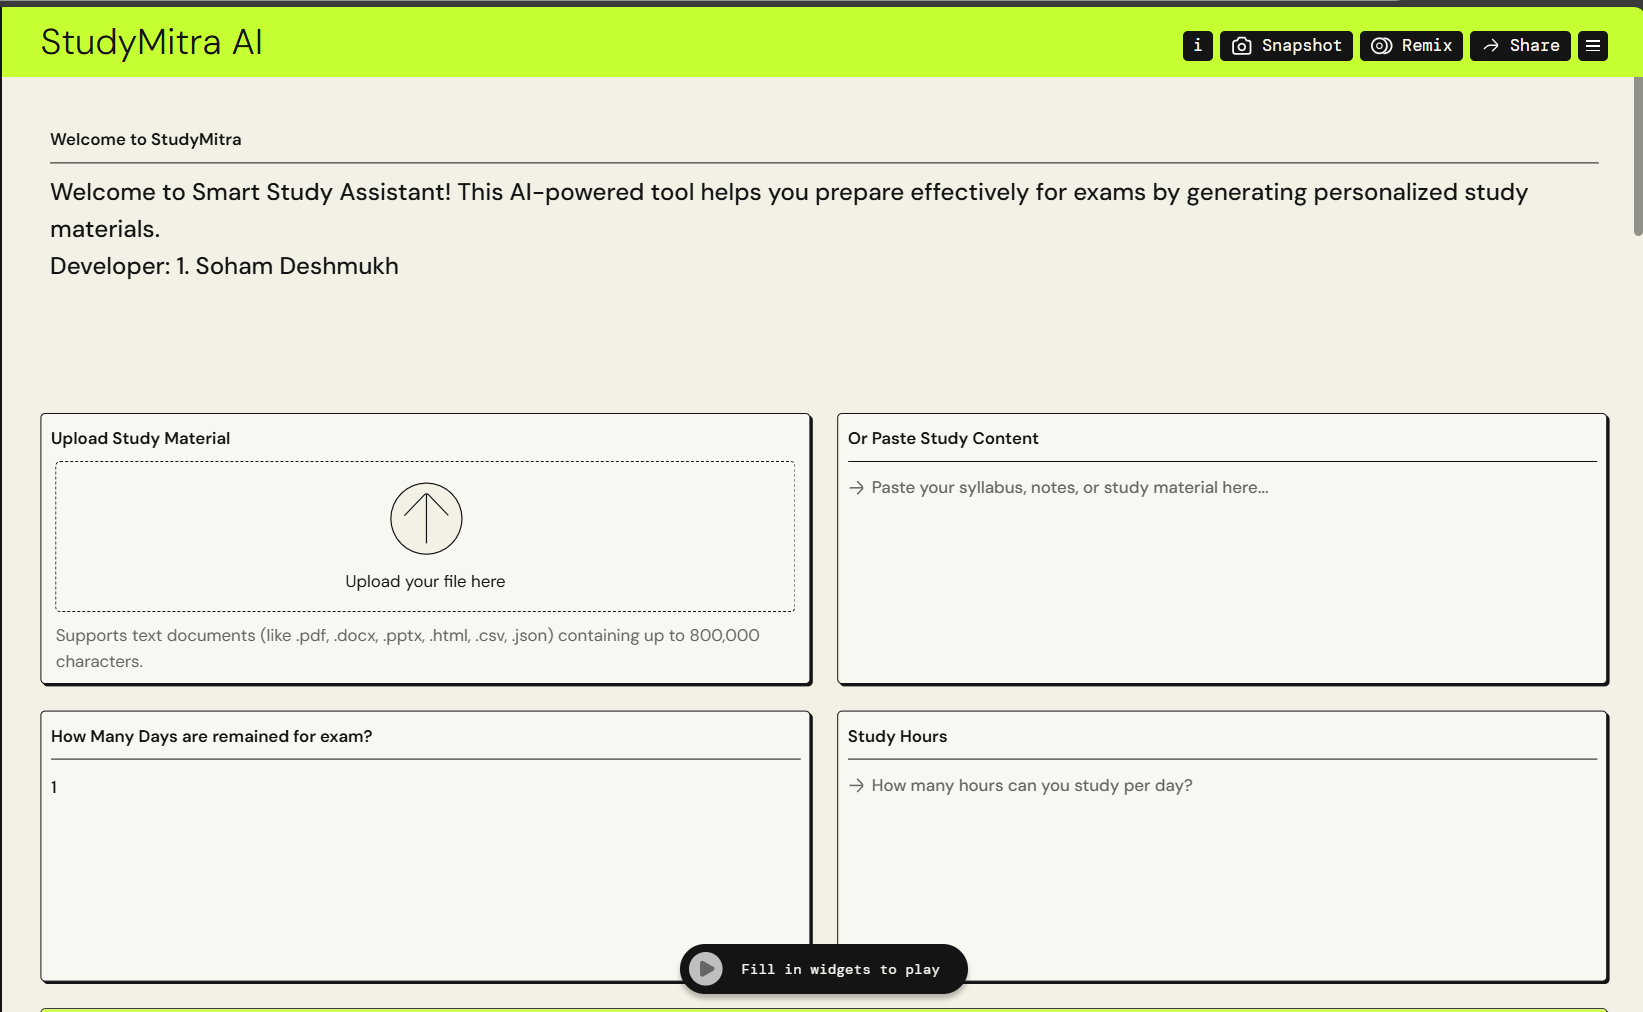 StudyMitra AI
i
Snapshot
Remix
Share
Welcome to StudyMitra
Welcome to Smart Study Assistant! This AI-powered tool helps you prepare effectively for exams by generating personalized study
materials.
Developer: 1. Soham Deshmukh
Upload Study Material
Upload your file here
Supports text documents (like .pdf, .docx, .pptx, .html, .csv, .json) containing up to 800,000
characters.
Or Paste Study Content
Paste your syllabus, notes, or study material here...
How Many Days are remained for exam?
1
Study Hours
How many hours can you study per day?
Fill in widgets to play